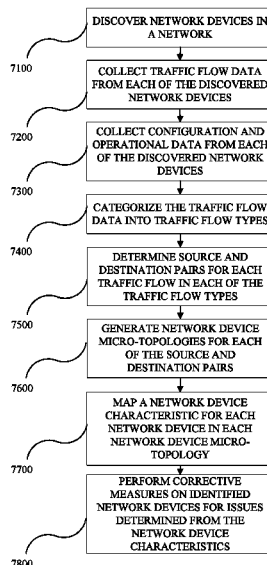 DISCOVER NETWORK DEVICES IN
A NETWORK
7100
COLLECT TRAFFIC FLOW DATA
FROM EACH OF THE DISCOVERED
NETWORK DEVICES
7200
COLLECT CONFIGURATION AND
OPERATIONAL DATA FROM EACH
OF THE DISCOVERED NETWORK
DEVICES
7300
CATEGORIZE THE TRAFFIC FLOW
DATA INTO TRAFFIC FLOW TYPES
7400
DETERMINE SOURCE AND
DESTINATION PAIRS FOR EACH
TRAFFIC FLOW IN EACH OF THE
TRAFFIC FLOW TYPES
7500
GENERATE NETWORK DEVICE
MICRO-TOPOLOGIES FOR EACH
OF THE SOURCE AND
DESTINATION PAIRS
7600
MAP A NETWORK DEVICE
CHARACTERISTIC FOR EACH
NETWORK DEVICE IN EACH
NETWORK DEVICE MICRO-
TOPOLOGY
7700
PERFORM CORRECTIVE
MEASURES ON IDENTIFIED
NETWORK DEVICES FOR ISSUES
DETERMINED FROM THE
NETWORK DEVICE
CHARACTERISTICS
7800